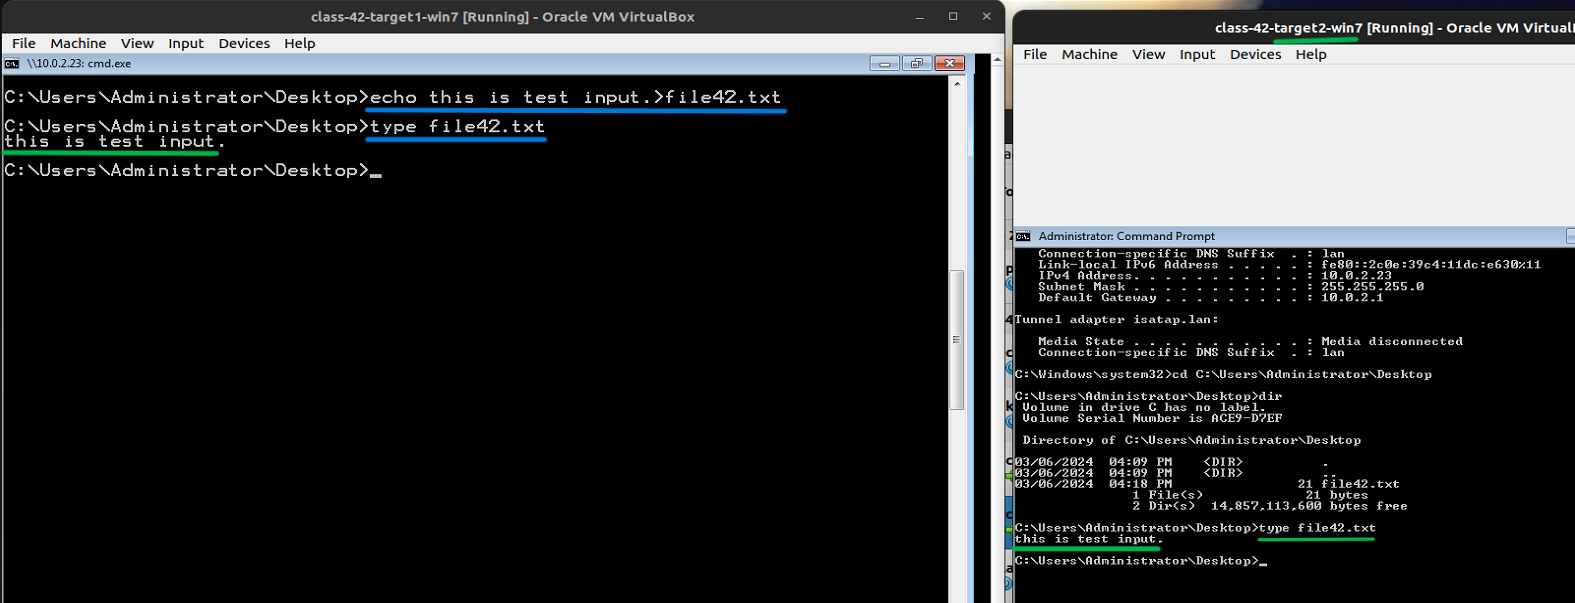 class-42-target1-win7 [Running] - Oracle VM VirtualBox
File Machine View Input Devices Help
\\10.0.2.23: cmd.exe
C:\Users\Administrator\Desktop>echo this is test input.>file42.txt
C:\Users\Administrator\Desktop>type file42.txt
this is test input.
C:\Users\Administrator\Desktop>_
class-42-target2-win7 [Running] - Oracle VM
File Machine View Input Devices Help
Administrator: Command Prompt
Connection-specific DNS Suffix . : lan
Link-local IPv6 Address . . . . . : fe80::2c0e:39c4:11dc:e630%11
IPv4 Address. . . . . . . . . . . : 10.0.2.23
Subnet Mask . . . . . . . . . . . : 255.255.255.0
Default Gateway . . . . . . . . . : 10.0.2.1
Tunnel adapter isatap.lan:
Media State . . . . . . . . . . . : Media disconnected
Connection-specific DNS Suffix . : lan
C:\Windows\system32>cd C:\Users\Administrator\Desktop
C:\Users\Administrator\Desktop>dir
Volume in drive C has no label.
Volume Serial Number is ACE9-D7EF
Directory of C:\Users\Administrator\Desktop
03/06/2024 04:09 PM <DIR> .
03/06/2024 04:09 PM <DIR> ..
03/06/2024 04:18 PM 21 file42.txt
1 File(s) 21 bytes
2 Dir(s) 14,857,113,600 bytes free
C:\Users\Administrator\Desktop>type file42.txt
this is test input.
C:\Users\Administrator\Desktop>_